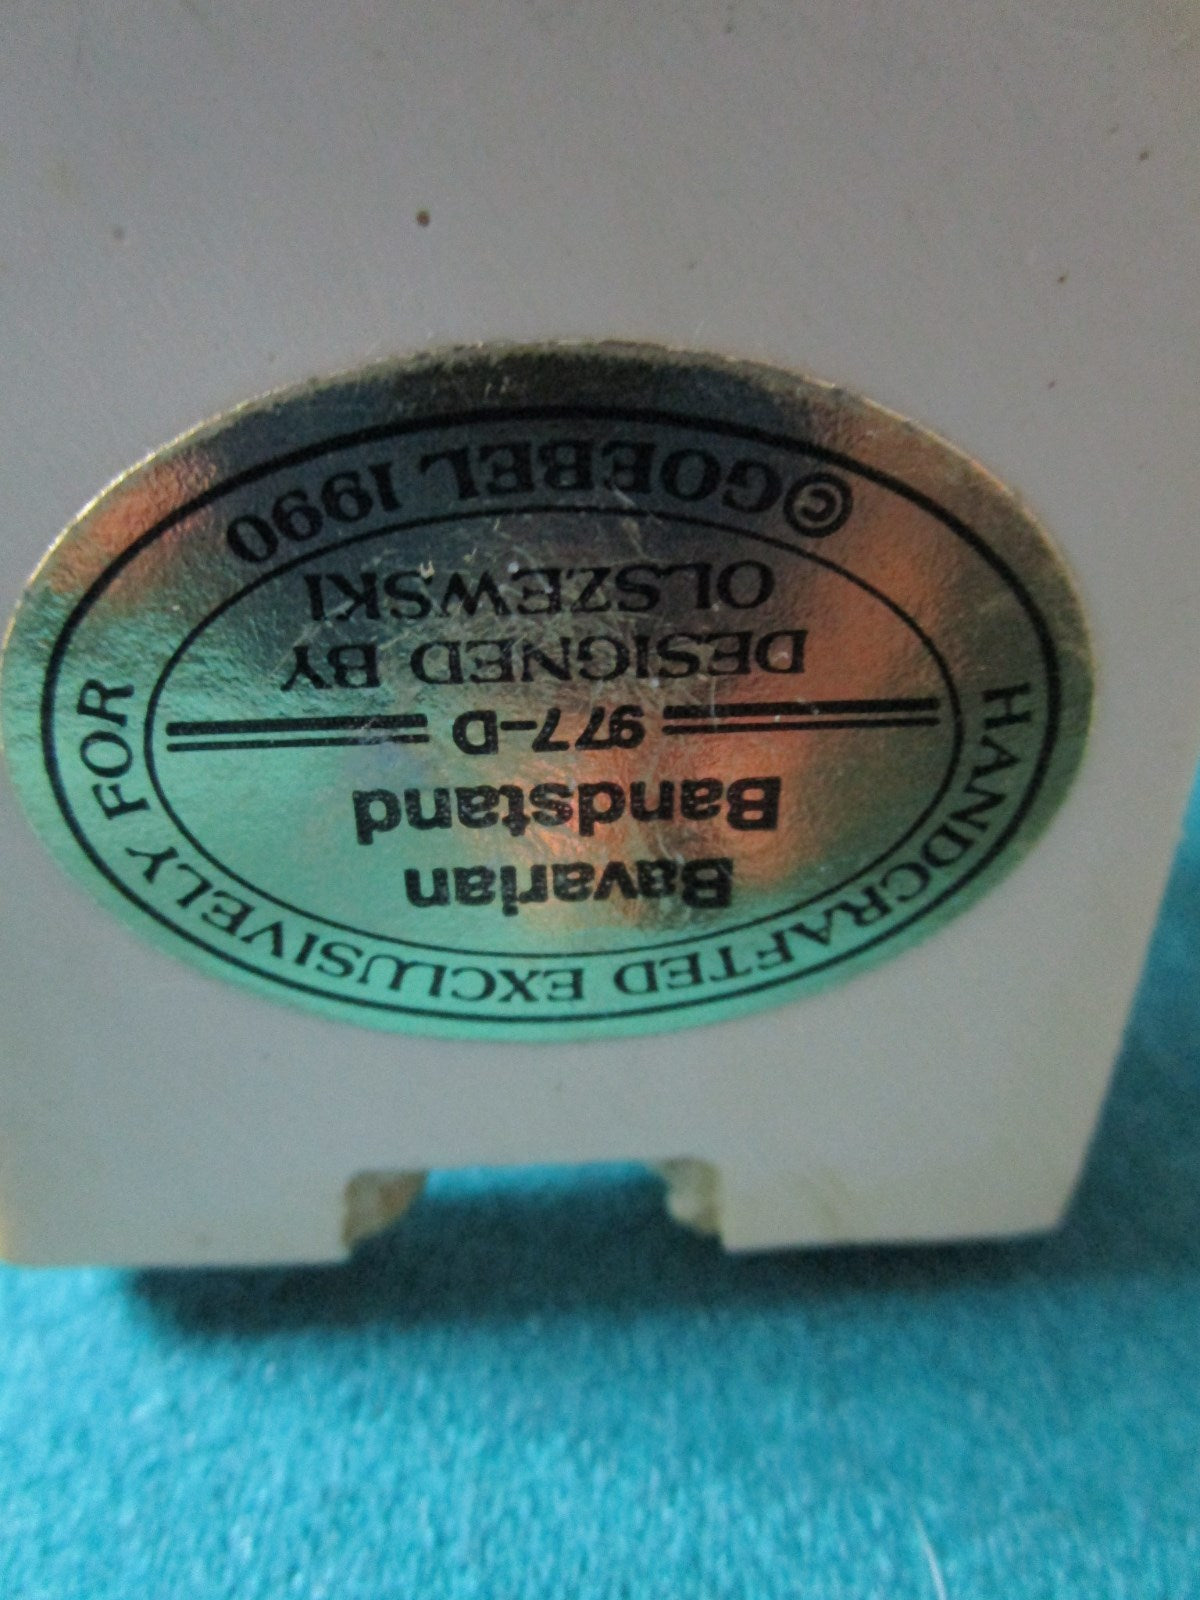 HANDCRAFTED EXCLUSIVELY FOR
Bavarian
Bandstand
977-D
DESIGNED BY
OLSZEWSKI
©GOEBEL 1990